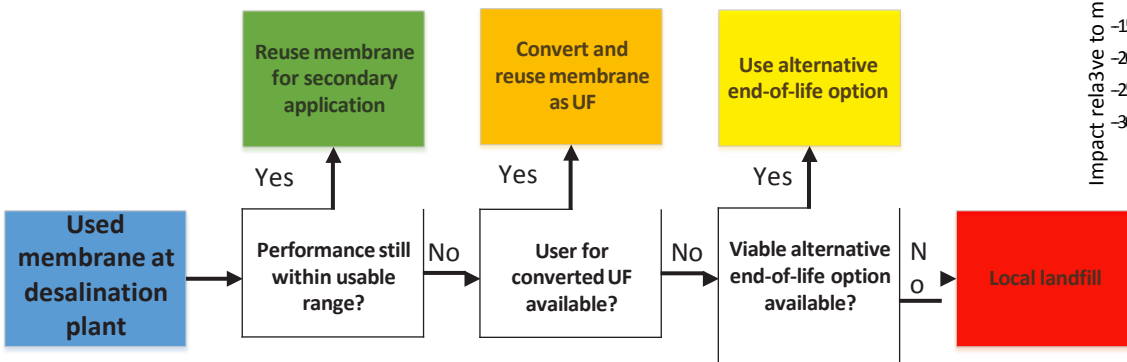 Reuse membrane
for secondary
application
Convert and
reuse membrane
as UF
Use alternative
end-of-life option
Yes
Yes
Yes
Used
membrane at
desalination
plant
Performance still
within usable
range?
No
User for
converted UF
available?
No
Viable alternative
end-of-life option
available?
N
o
Local landfill
Impact rela3ve to m